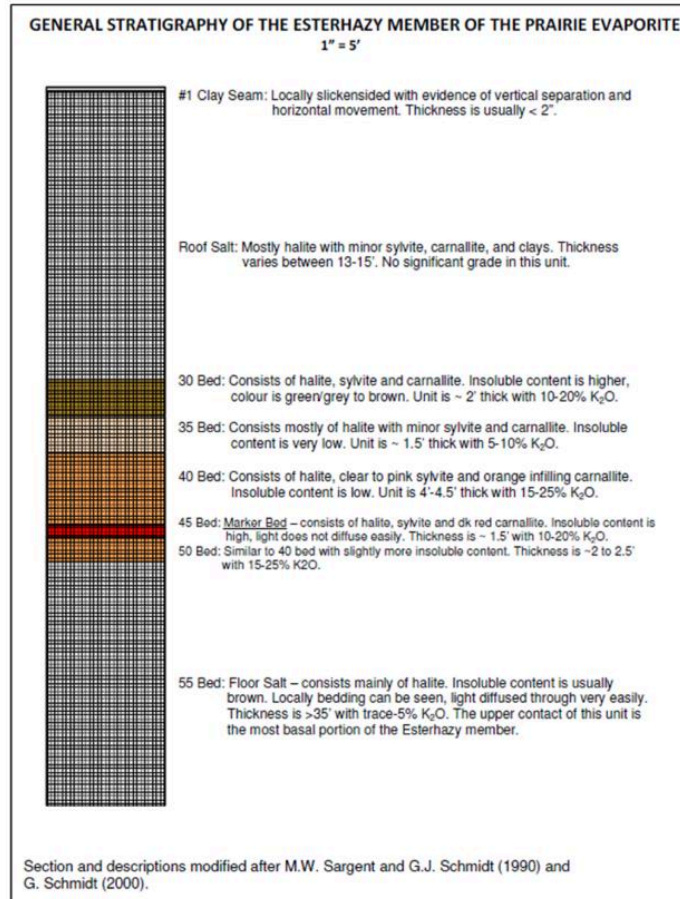 GENERAL STRATIGRAPHY OF THE ESTERHAZY MEMBER OF THE PRAIRIE EVAPORITE
1" = 5'
#1 Clay Seam: Locally slickensided with evidence of vertical separation and
horizontal movement. Thickness is usually < 2".
Roof Salt: Mostly halite with minor sylvite, carnallite, and clays. Thickness
varies between 13-15'. No significant grade in this unit.
30 Bed: Consists of halite, sylvite and carnallite. Insoluble content is higher,
colour is green/grey to brown. Unit is ~ 2' thick with 10-20% K₂O.
35 Bed: Consists mostly of halite with minor sylvite and carnallite. Insoluble
content is very low. Unit is ~ 1.5' thick with 5-10% K₂O.
40 Bed: Consists of halite, clear to pink sylvite and orange infilling carnallite.
Insoluble content is low. Unit is 4'-4.5' thick with 15-25% K₂O.
45 Bed: Marker Bed – consists of halite, sylvite and dk red carnallite. Insoluble content is
high, light does not diffuse easily. Thickness is ~ 1.5' with 10-20% K₂O.
50 Bed: Similar to 40 bed with slightly more insoluble content. Thickness is ~2 to 2.5'
with 15-25% K2O.
55 Bed: Floor Salt – consists mainly of halite. Insoluble content is usually
brown. Locally bedding can be seen, light diffused through very easily.
Thickness is >35' with trace-5% K₂O. The upper contact of this unit is
the most basal portion of the Esterhazy member.
Section and descriptions modified after M.W. Sargent and G.J. Schmidt (1990) and
G. Schmidt (2000).